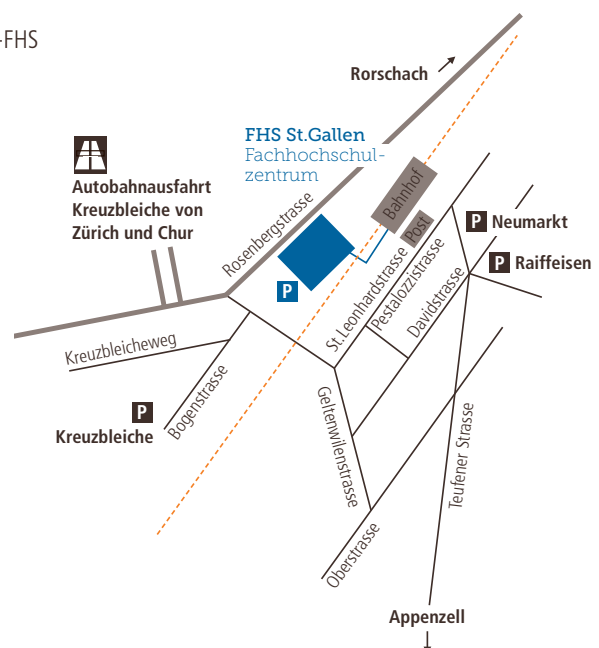 -FHS
Rorschach
FHS St.Gallen
Fachhochschul-
zentrum
Autobahnausfahrt
Kreuzbleiche von
Zürich und Chur
Rosenbergstrasse
Bahnhof
Post
P Neumarkt
P Raiffeisen
P
St.Leonhardstrasse
Pestalozzistrasse
Davidstrasse
Kreuzbleicheweg
Bogenstrasse
P
Kreuzbleiche
Geltenwilenstrasse
Teufener Strasse
Oberstrasse
Appenzell